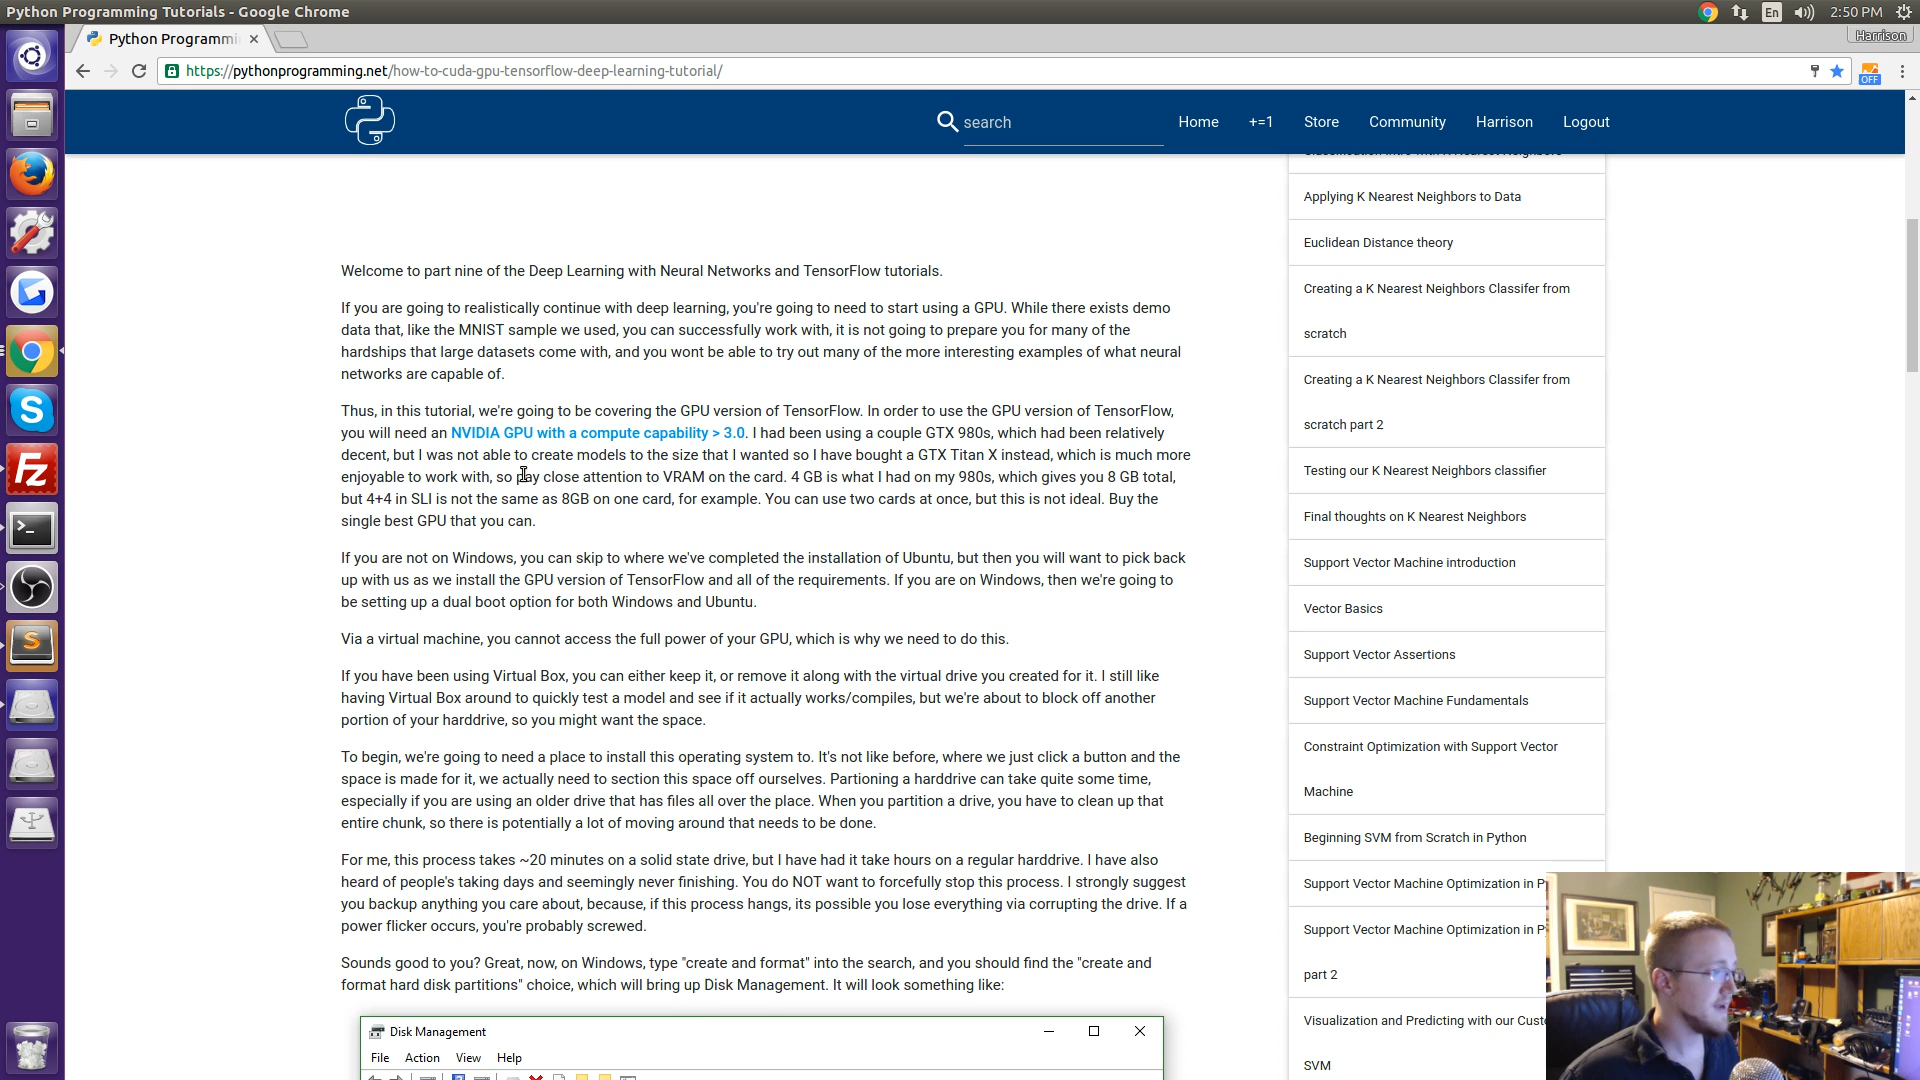 Python Programming Tutorials - Google Chrome
En
2:50 PM
Python Programmi
Harrison
https://pythonprogramming.net/how-to-cuda-gpu-tensorflow-deep-learning-tutorial/
OFF
search
Home
+=1
Store
Community
Harrison
Logout
Welcome to part nine of the Deep Learning with Neural Networks and TensorFlow tutorials.
If you are going to realistically continue with deep learning, you're going to need to start using a GPU. While there exists demo
data that, like the MNIST sample we used, you can successfully work with, it is not going to prepare you for many of the
hardships that large datasets come with, and you wont be able to try out many of the more interesting examples of what neural
networks are capable of.
Thus, in this tutorial, we're going to be covering the GPU version of TensorFlow. In order to use the GPU version of TensorFlow,
you will need an NVIDIA GPU with a compute capability > 3.0. I had been using a couple GTX 980s, which had been relatively
decent, but I was not able to create models to the size that I wanted so I have bought a GTX Titan X instead, which is much more
enjoyable to work with, so pay close attention to VRAM on the card. 4 GB is what I had on my 980s, which gives you 8 GB total,
but 4+4 in SLI is not the same as 8GB on one card, for example. You can use two cards at once, but this is not ideal. Buy the
single best GPU that you can.
If you are not on Windows, you can skip to where we've completed the installation of Ubuntu, but then you will want to pick back
up with us as we install the GPU version of TensorFlow and all of the requirements. If you are on Windows, then we're going to
be setting up a dual boot option for both Windows and Ubuntu.
Via a virtual machine, you cannot access the full power of your GPU, which is why we need to do this.
If you have been using Virtual Box, you can either keep it, or remove it along with the virtual drive you created for it. I still like
having Virtual Box around to quickly test a model and see if it actually works/compiles, but we're about to block off another
portion of your harddrive, so you might want the space.
To begin, we're going to need a place to install this operating system to. It's not like before, where we just click a button and the
space is made for it, we actually need to section this space off ourselves. Partioning a harddrive can take quite some time,
especially if you are using an older drive that has files all over the place. When you partition a drive, you have to clean up that
entire chunk, so there is potentially a lot of moving around that needs to be done.
For me, this process takes ~20 minutes on a solid state drive, but I have had it take hours on a regular harddrive. I have also
heard of people's taking days and seemingly never finishing. You do NOT want to forcefully stop this process. I strongly suggest
you backup anything you care about, because, if this process hangs, its possible you lose everything via corrupting the drive. If a
power flicker occurs, you're probably screwed.
Sounds good to you? Great, now, on Windows, type "create and format" into the search, and you should find the "create and
format hard disk partitions" choice, which will bring up Disk Management. It will look something like:
Disk Management
File Action View Help
Classification Intro with K Nearest Neighbors
Applying K Nearest Neighbors to Data
Euclidean Distance theory
Creating a K Nearest Neighbors Classifer from
scratch
Creating a K Nearest Neighbors Classifer from
scratch part 2
Testing our K Nearest Neighbors classifier
Final thoughts on K Nearest Neighbors
Support Vector Machine introduction
Vector Basics
Support Vector Assertions
Support Vector Machine Fundamentals
Constraint Optimization with Support Vector
Machine
Beginning SVM from Scratch in Python
Support Vector Machine Optimization in P
Support Vector Machine Optimization in P
part 2
Visualization and Predicting with our Custo
SVM